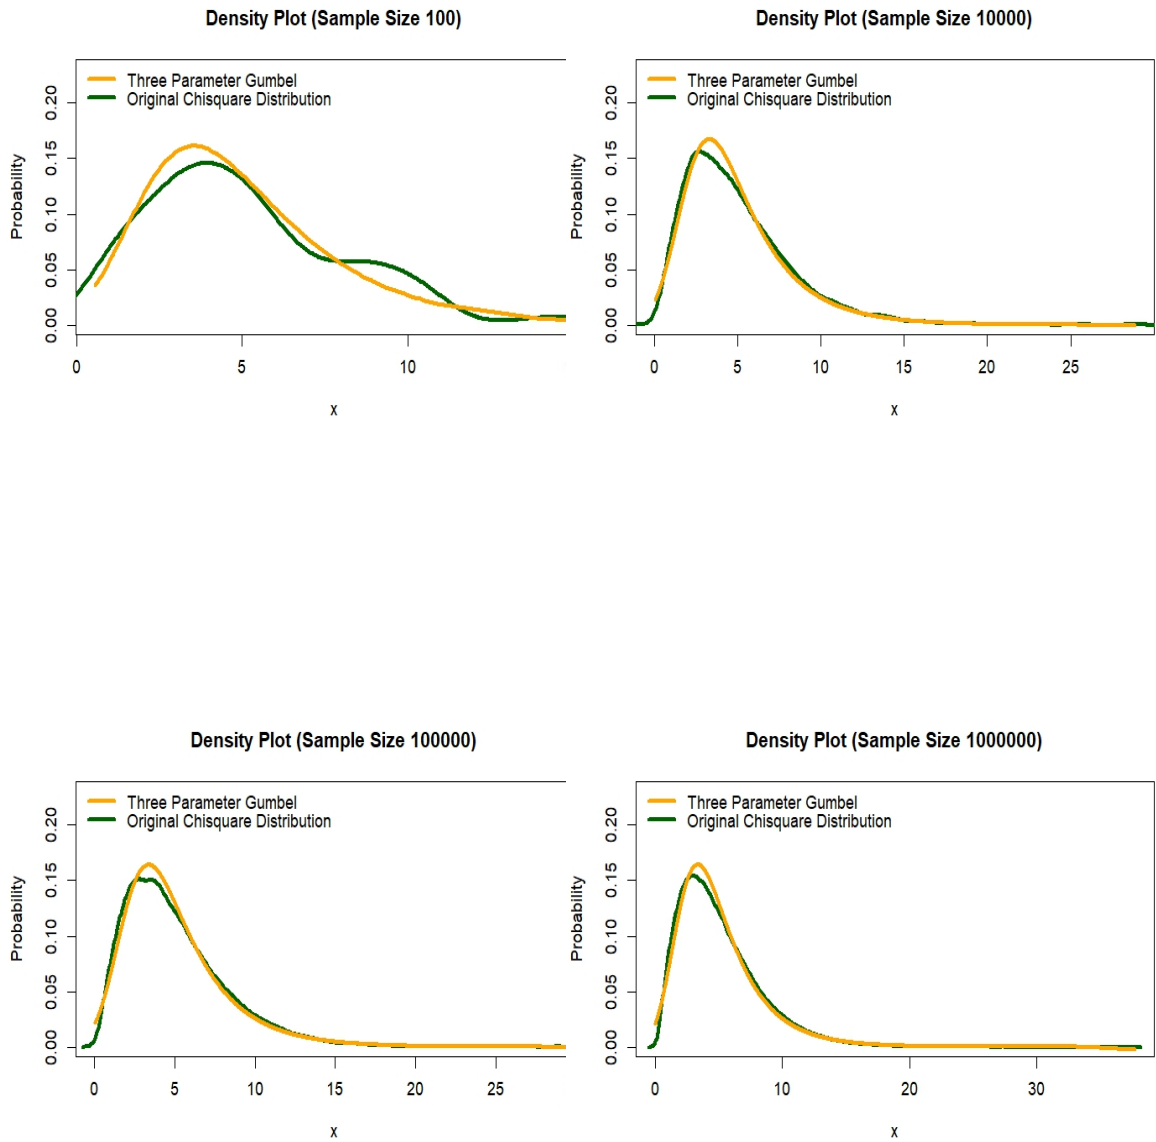 Density Plot (Sample Size 100)
Three Parameter Gumbel
Original Chisquare Distribution
Probability
0.00 0.05 0.10 0.15 0.20
0 5 10
x
Density Plot (Sample Size 10000)
Three Parameter Gumbel
Original Chisquare Distribution
Probability
0.00 0.05 0.10 0.15 0.20
0 5 10 15 20 25
x
Density Plot (Sample Size 100000)
Three Parameter Gumbel
Original Chisquare Distribution
Probability
0.00 0.05 0.10 0.15 0.20
0 5 10 15 20 25
x
Density Plot (Sample Size 1000000)
Three Parameter Gumbel
Original Chisquare Distribution
Probability
0.00 0.05 0.10 0.15 0.20
0 10 20 30
x